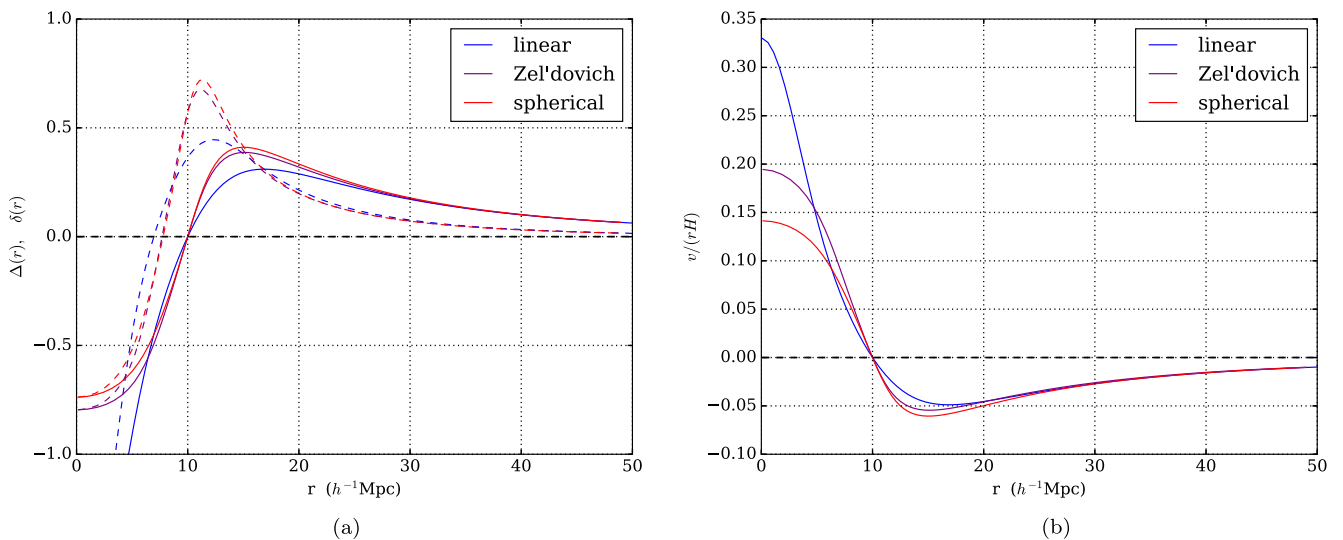 1.0
0.5
0.0
−0.5
−1.0
Δ(r), δ(r)
linear
Zel'dovich
spherical
0 10 20 30 40 50
r (h⁻¹Mpc)
(a)
0.35
0.30
0.25
0.20
0.15
0.10
0.05
0.00
−0.05
−0.10
v/(rH)
linear
Zel'dovich
spherical
0 10 20 30 40 50
r (h⁻¹Mpc)
(b)